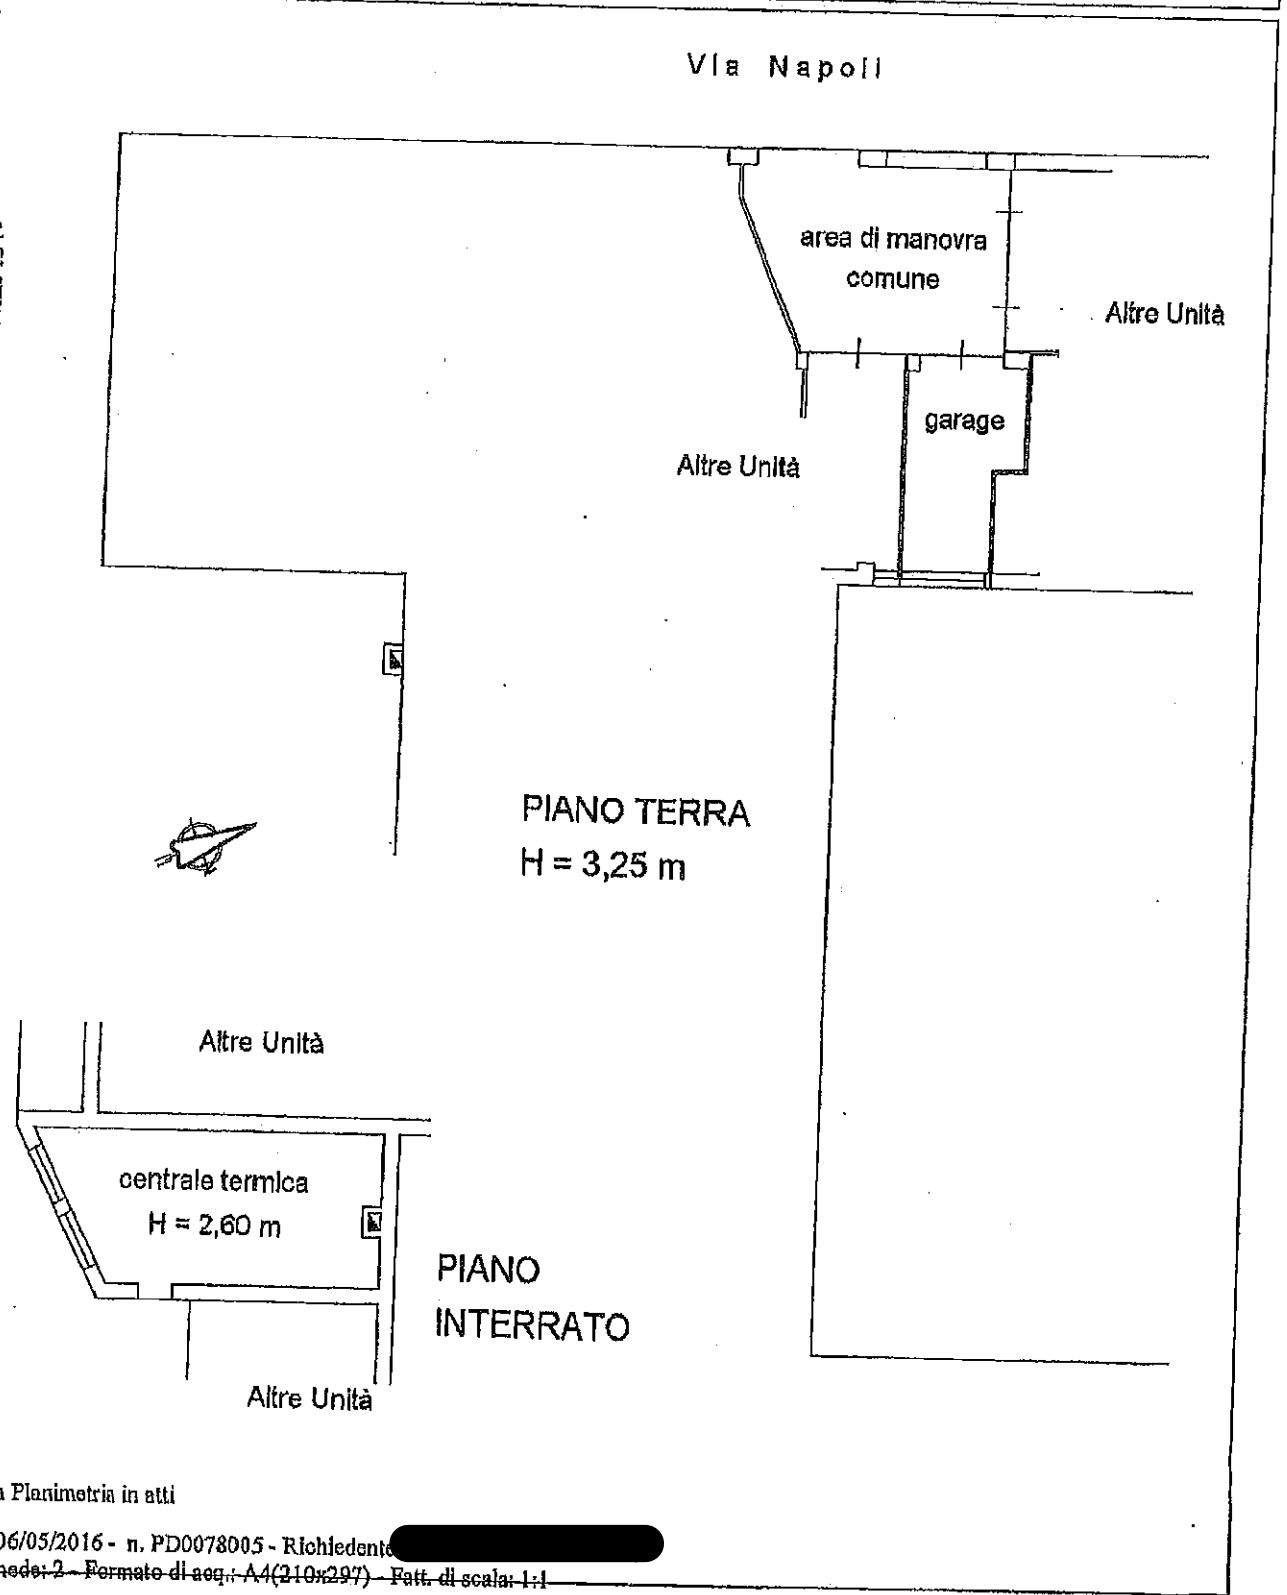 Via Napoli
area di manovra
comune
Altre Unità
garage
Altre Unità
PIANO TERRA
H = 3,25 m
Altre Unità
centrale termica
H = 2,60 m
PIANO
INTERRATO
Altre Unità
Planimetria in atti
06/05/2016 - n. PD0078005 - Richiedente
2 - Formato di acq.: A4(210x297) - Fatt. di scala: 1:1